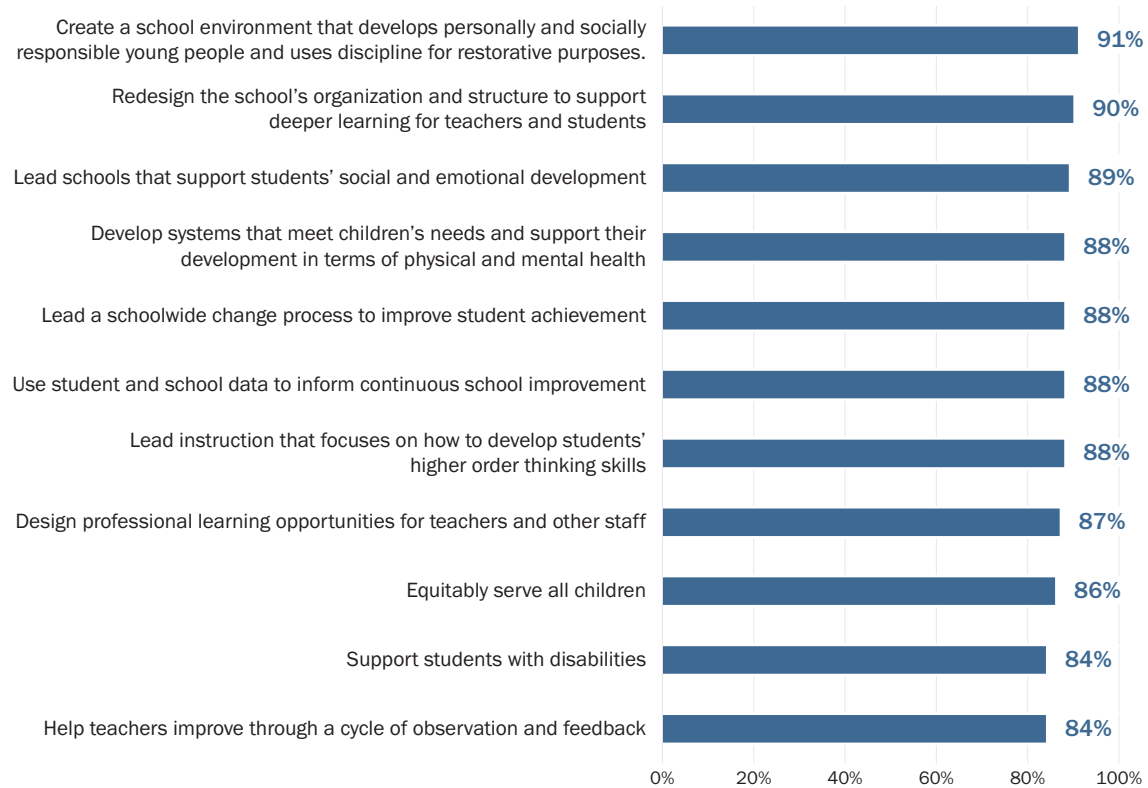 Create a school environment that develops personally and socially
responsible young people and uses discipline for restorative purposes.
91%
Redesign the school’s organization and structure to support
deeper learning for teachers and students
90%
Lead schools that support students’ social and emotional development
89%
Develop systems that meet children’s needs and support their
development in terms of physical and mental health
88%
Lead a schoolwide change process to improve student achievement
88%
Use student and school data to inform continuous school improvement
88%
Lead instruction that focuses on how to develop students’
higher order thinking skills
88%
Design professional learning opportunities for teachers and other staff
87%
Equitably serve all children
86%
Support students with disabilities
84%
Help teachers improve through a cycle of observation and feedback
84%
0% 20% 40% 60% 80% 100%